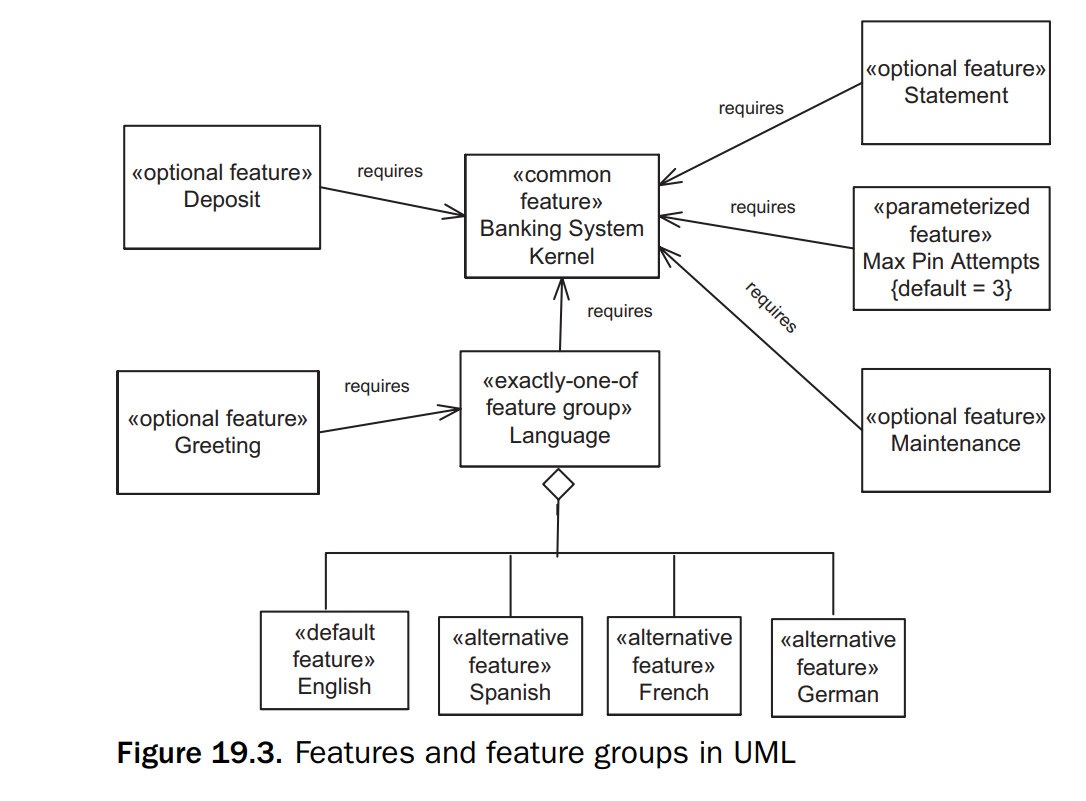 «optional feature»
Statement
requires
«optional feature»
Deposit
requires
«common
feature»
Banking System
Kernel
requires
«parameterized
feature»
Max Pin Attempts
{default = 3}
requires
requires
«optional feature»
Greeting
requires
«exactly-one-of
feature group»
Language
«optional feature»
Maintenance
«default
feature»
English
«alternative
feature»
Spanish
«alternative
feature»
French
«alternative
feature»
German
Figure 19.3. Features and feature groups in UML